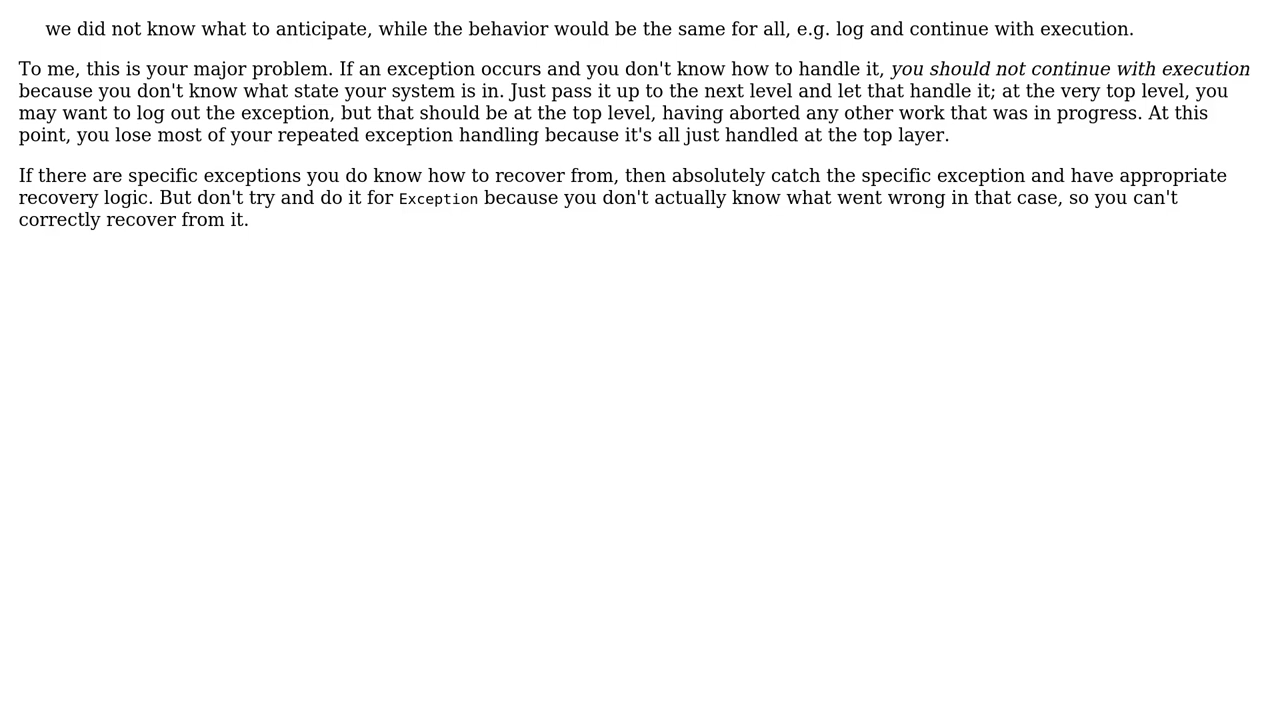 we did not know what to anticipate, while the behavior would be the same for all, e.g. log and continue with execution.
To me, this is your major problem. If an exception occurs and you don't know how to handle it, you should not continue with execution
because you don't know what state your system is in. Just pass it up to the next level and let that handle it; at the very top level, you
may want to log out the exception, but that should be at the top level, having aborted any other work that was in progress. At this
point, you lose most of your repeated exception handling because it's all just handled at the top layer.
If there are specific exceptions you do know how to recover from, then absolutely catch the specific exception and have appropriate
recovery logic. But don't try and do it for Exception because you don't actually know what went wrong in that case, so you can't
correctly recover from it.